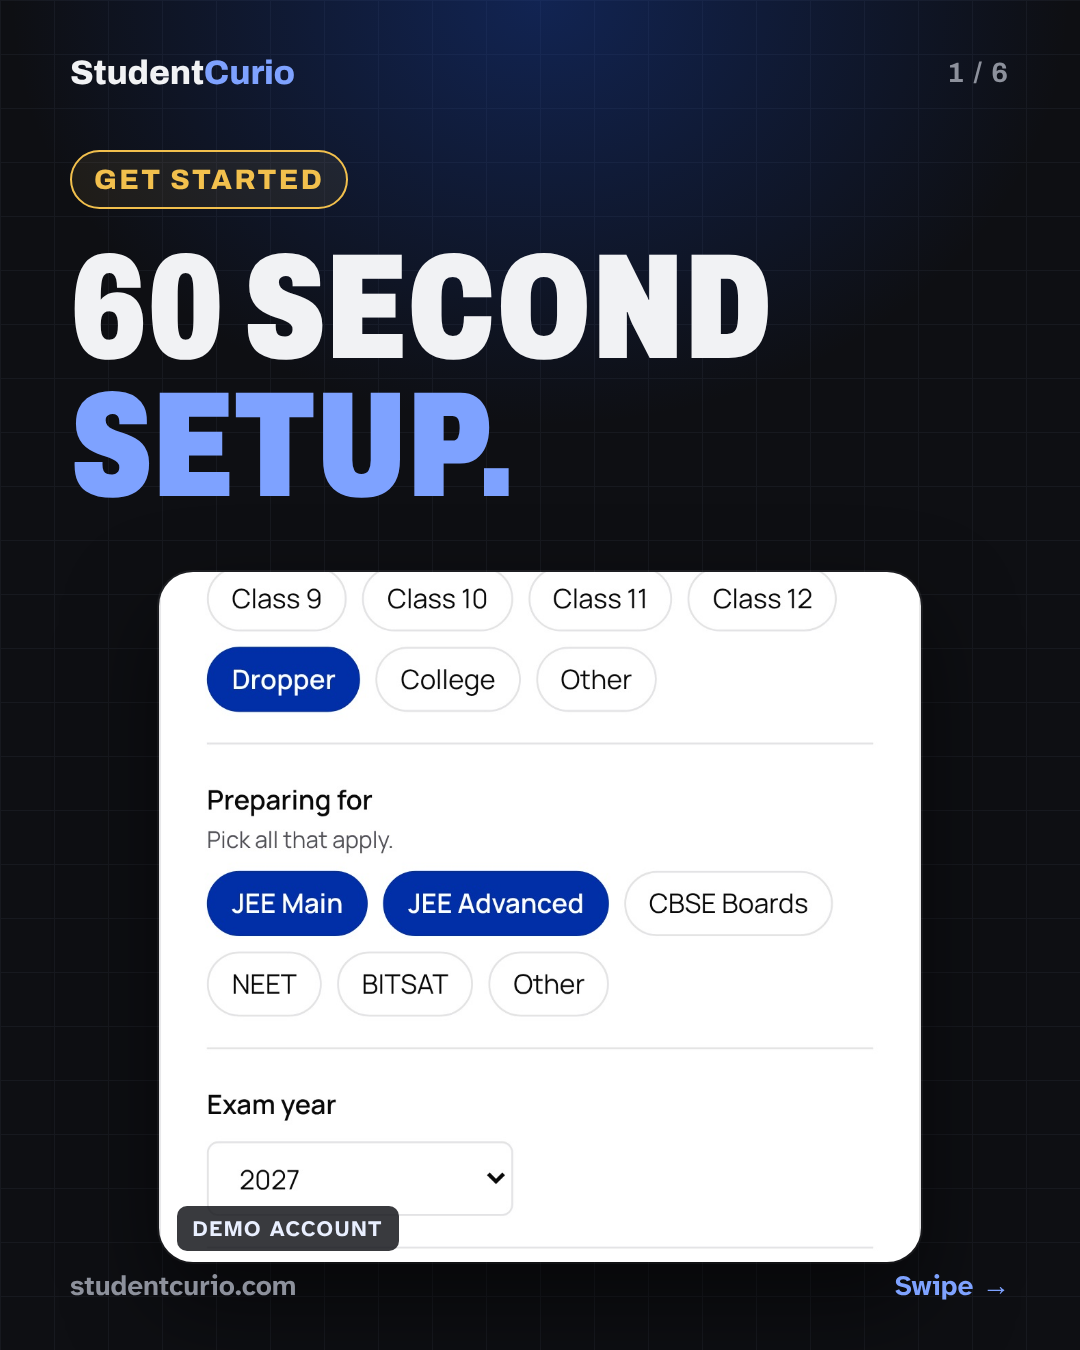 StudentCurio
1 / 6
GET STARTED
60 SECOND
SETUP.
Class 9 Class 10 Class 11 Class 12
Dropper College Other
Preparing for
Pick all that apply.
JEE Main JEE Advanced CBSE Boards
NEET BITSAT Other
Exam year
2027
DEMO ACCOUNT
studentcurio.com
Swipe →